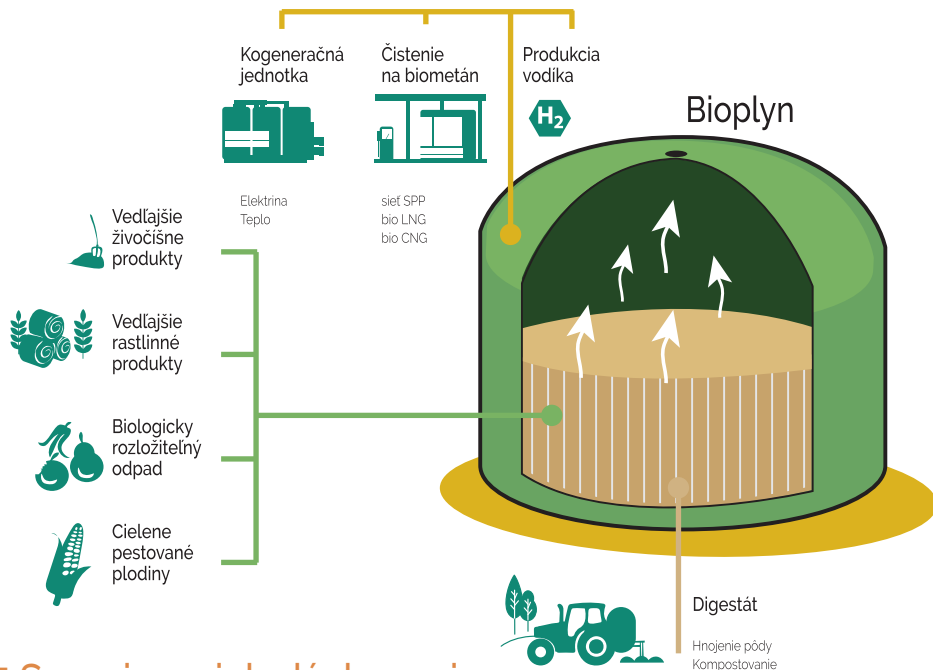 Kogeneračná
jednotka
Čistenie
na biometán
Produkcia
vodíka
H2
Bioplyn
Elektrina
Teplo
sieť SPP
bio LNG
bio CNG
Vedľajšie
živočíšne
produkty
Vedľajšie
rastlinné
produkty
Biologicky
rozložiteľný
odpad
Cielene
pestované
plodiny
Digestát
Hnojenie pôdy
Kompostovanie